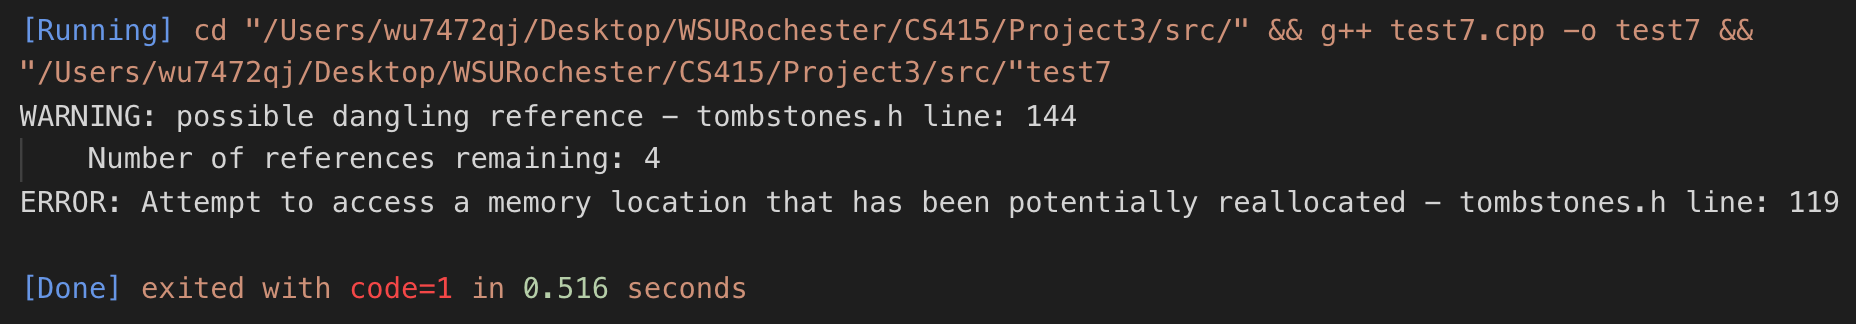 [Running] cd "/Users/wu7472qj/Desktop/WSURochester/CS415/Project3/src/" && g++ test7.cpp -o test7 &&
"/Users/wu7472qj/Desktop/WSURochester/CS415/Project3/src/"test7
WARNING: possible dangling reference - tombstones.h line: 144
    Number of references remaining: 4
ERROR: Attempt to access a memory location that has been potentially reallocated - tombstones.h line: 119
[Done] exited with code=1 in 0.516 seconds